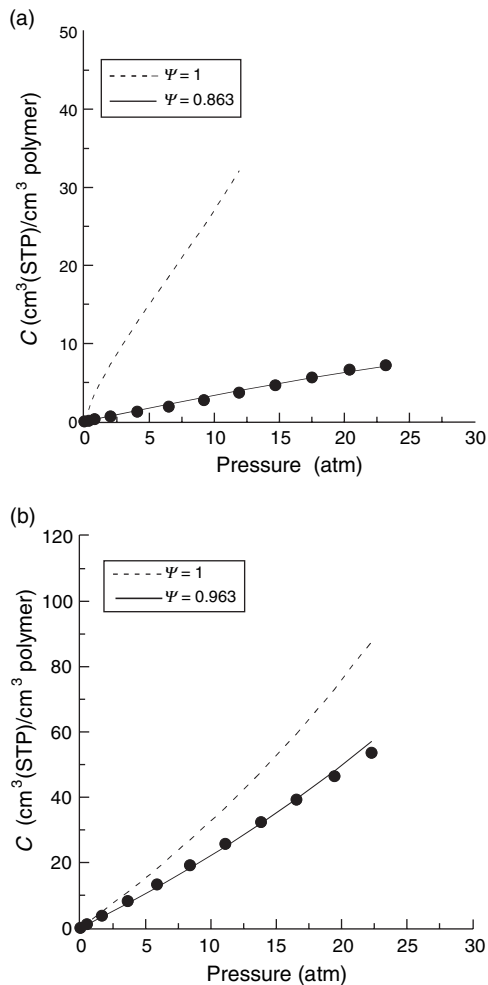 (a)
50
40
30
20
10
0
C (cm³(STP)/cm³ polymer)
Ψ = 1
Ψ = 0.863
0 5 10 15 20 25 30
Pressure (atm)
(b)
120
100
80
60
40
20
0
C (cm³(STP)/cm³ polymer)
Ψ = 1
Ψ = 0.963
0 5 10 15 20 25 30
Pressure (atm)